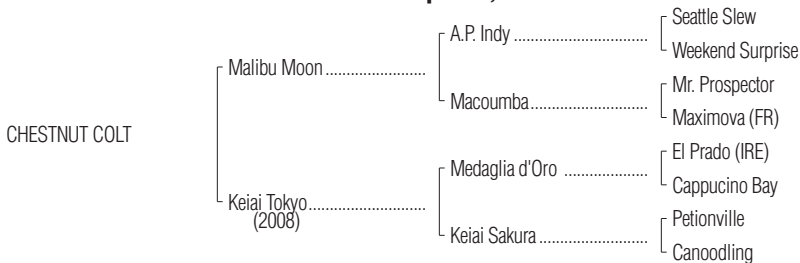 Seattle Slew
A.P. Indy
Weekend Surprise
Malibu Moon
Mr. Prospector
Macoumba
Maximova (FR)
CHESTNUT COLT
El Prado (IRE)
Medaglia d'Oro
Cappucino Bay
Keiai Tokyo
(2008)
Petionville
Keiai Sakura
Canoodling